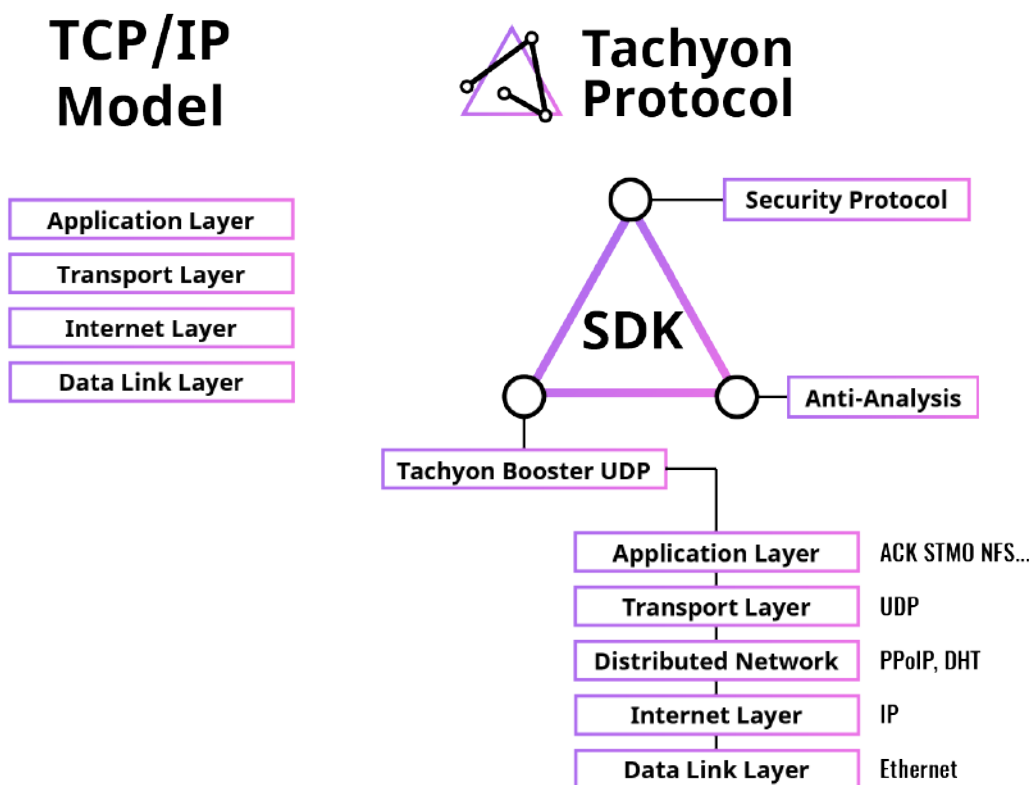 TCP/IP
Model
Tachyon
Protocol
Application Layer
Transport Layer
Internet Layer
Data Link Layer
Security Protocol
SDK
Anti-Analysis
Tachyon Booster UDP
Application Layer ACK STMO NFS...
Transport Layer UDP
Distributed Network PPoIP, DHT
Internet Layer IP
Data Link Layer Ethernet